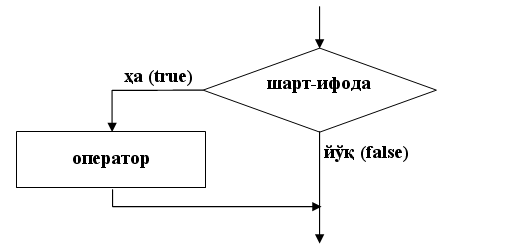 ҳа (true)
шарт-ифода
оператор
йўқ (false)